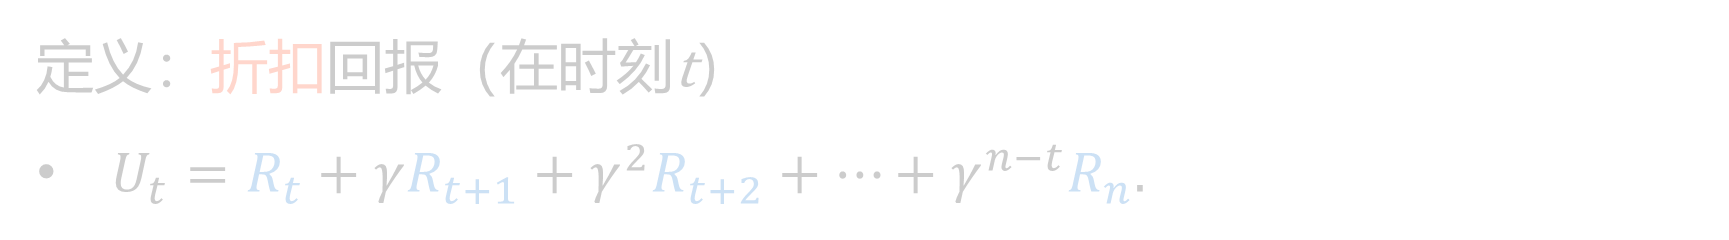 定义：折扣回报（在时刻t）
• U_t = R_t + γR_{t+1} + γ^2R_{t+2} + ⋯ + γ^{n−t}R_n.